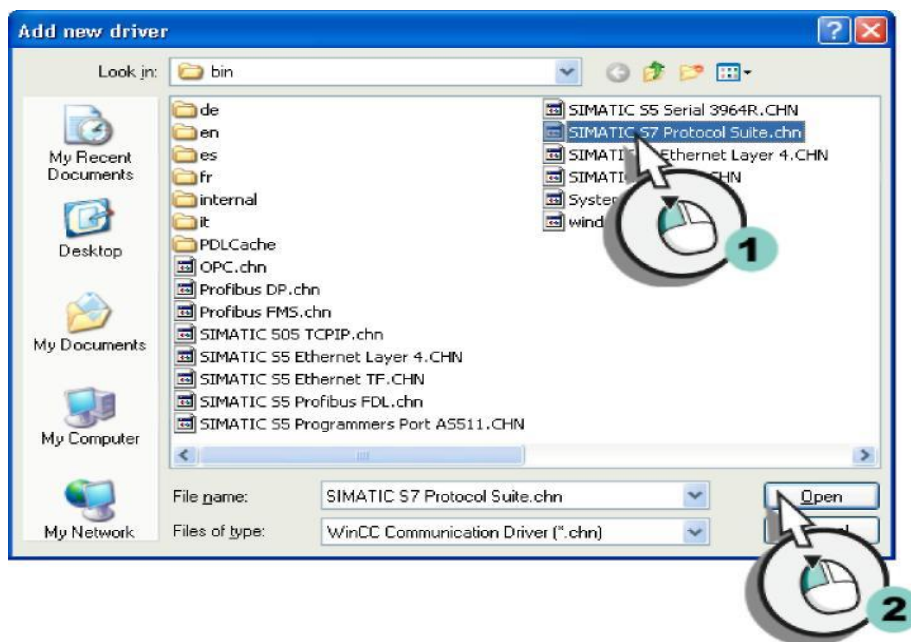 Add new driver
Look in:
bin
My Recent
Documents
Desktop
My Documents
My Computer
My Network
de
en
es
fr
internal
it
PDLCache
OPC.chn
Profibus DP.chn
Profibus FMS.chn
SIMATIC 505 TCPIP.chn
SIMATIC S5 Ethernet Layer 4.CHN
SIMATIC S5 Ethernet TF.CHN
SIMATIC S5 Profibus FDL.chn
SIMATIC S5 Programmers Port AS511.CHN
SIMATIC S5 Serial 3964R.CHN
SIMATIC S7 Protocol Suite.chn
Ethernet Layer 4.CHN
1
File name:
SIMATIC S7 Protocol Suite.chn
Open
Files of type:
WinCC Communication Driver (*.chn)
2